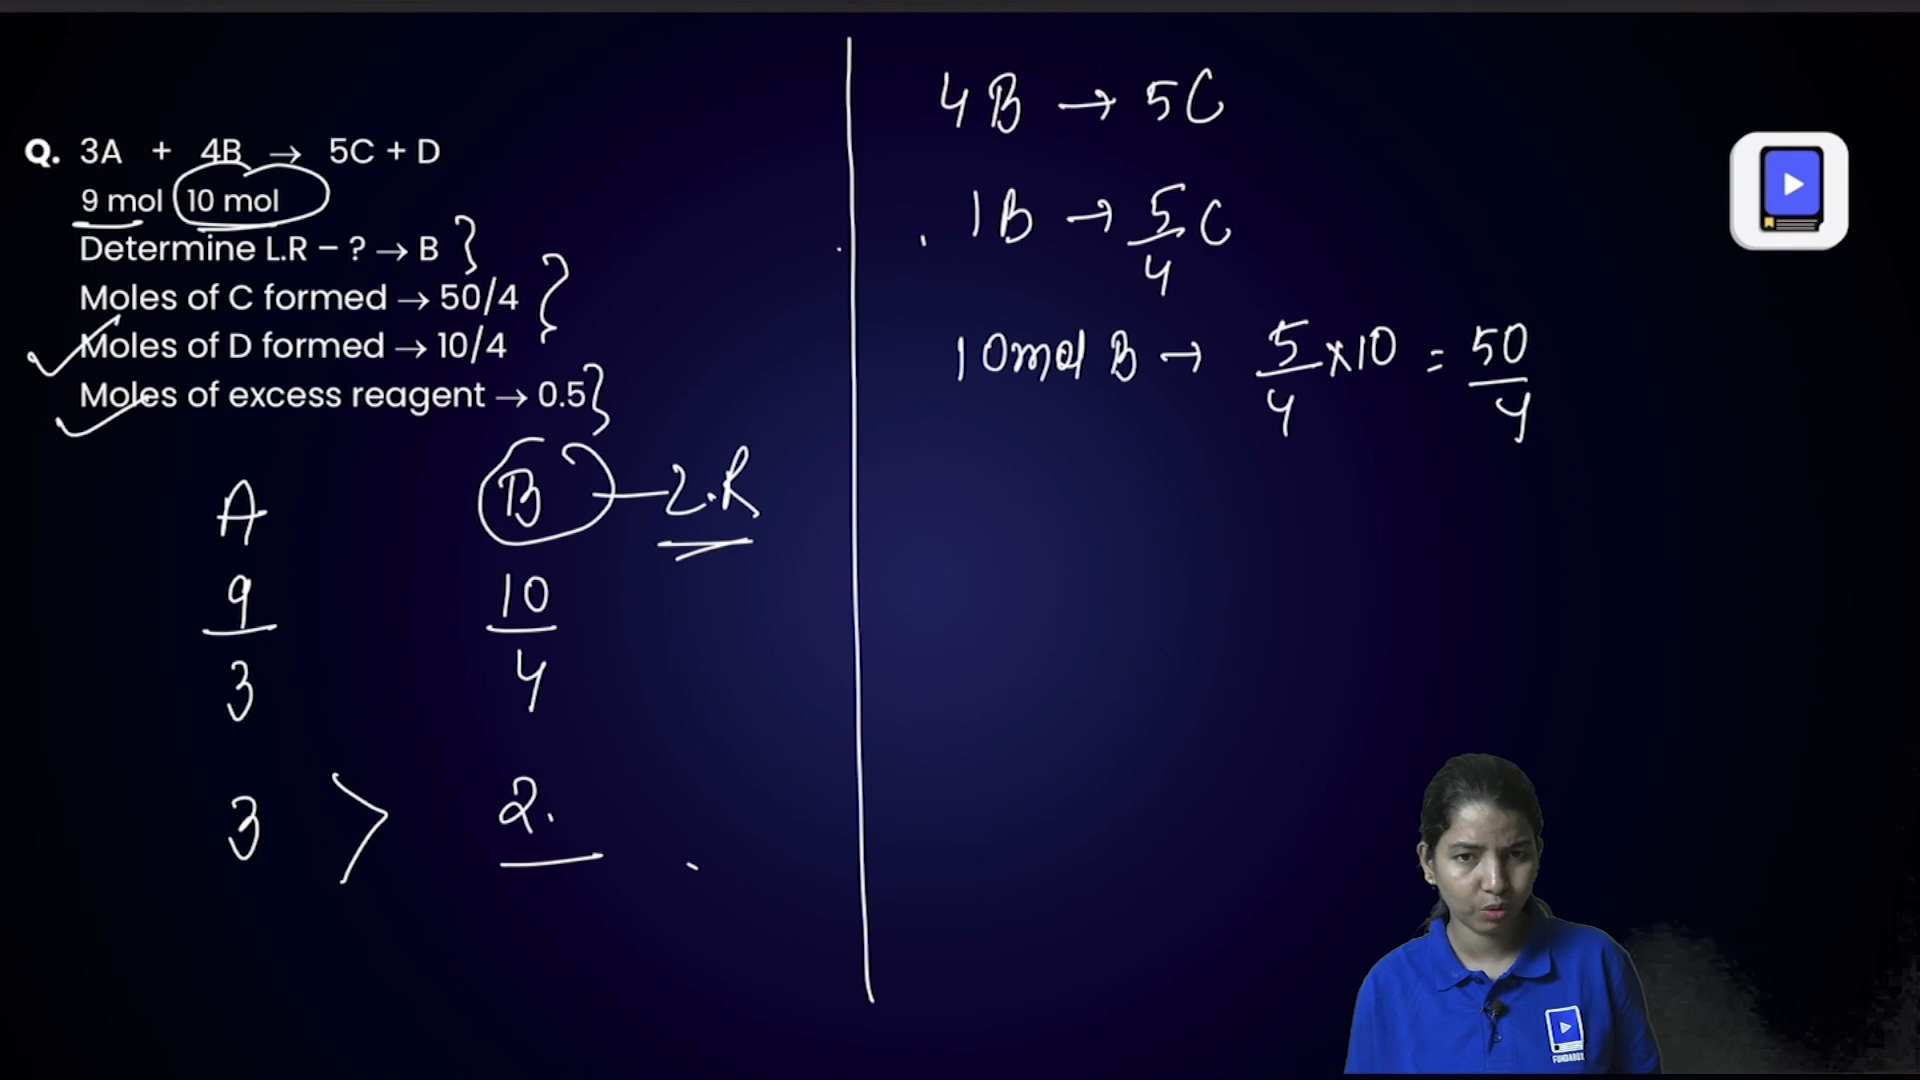 Q. 3A + 4B → 5C + D
9 mol 10 mol
Determine L.R – ? → B
Moles of C formed → 50/4
Moles of D formed → 10/4
Moles of excess reagent → 0.5
A B — L.R
9/3 10/4
3 > 2.
4B → 5C
1B → 5/4 C
10 mol B → 5/4 × 10 = 50/4
FUNDABOX